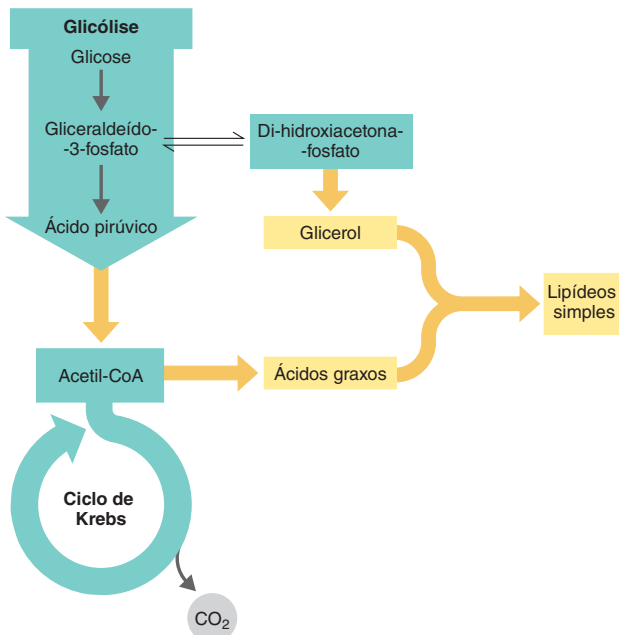 Glicólise
Glicose
Gliceraldeído-
-3-fosfato
Ácido pirúvico
Di-hidroxiacetona-
-fosfato
Glicerol
Lipídeos
simples
Acetil-CoA
Ácidos graxos
Ciclo de
Krebs
CO₂